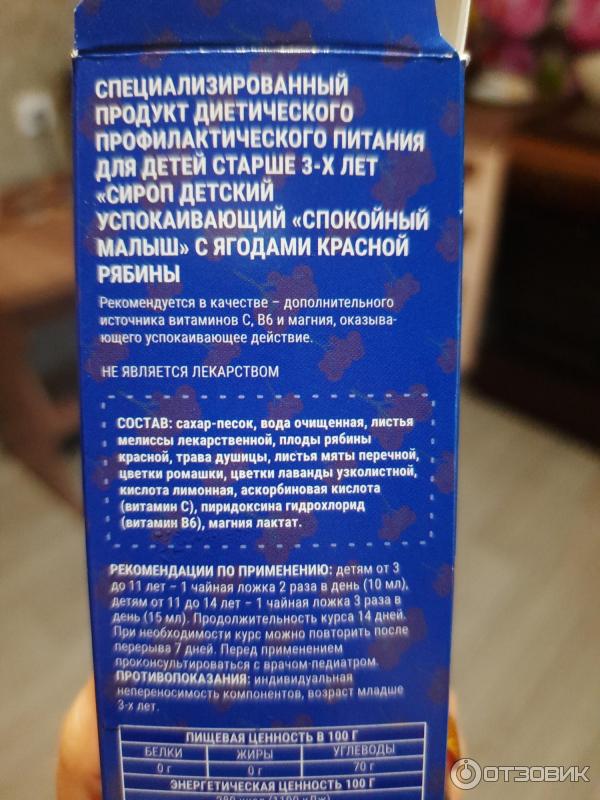 СПЕЦИАЛИЗИРОВАННЫЙ
ПРОДУКТ ДИЕТИЧЕСКОГО
ПРОФИЛАКТИЧЕСКОГО ПИТАНИЯ
ДЛЯ ДЕТЕЙ СТАРШЕ 3-Х ЛЕТ
«СИРОП ДЕТСКИЙ
УСПОКАИВАЮЩИЙ «СПОКОЙНЫЙ
МАЛЫШ» С ЯГОДАМИ КРАСНОЙ
РЯБИНЫ
Рекомендуется в качестве – дополнительного
источника витаминов С, В6 и магния, оказыва-
ющего успокаивающее действие.
НЕ ЯВЛЯЕТСЯ ЛЕКАРСТВОМ
СОСТАВ: сахар-песок, вода очищенная, листья
мелиссы лекарственной, плоды рябины
красной, трава душицы, листья мяты перечной,
цветки ромашки, цветки лаванды узколистной,
кислота лимонная, аскорбиновая кислота
(витамин С), пиридоксина гидрохлорид
(витамин В6), магния лактат.
РЕКОМЕНДАЦИИ ПО ПРИМЕНЕНИЮ: детям от 3
до 11 лет – 1 чайная ложка 2 раза в день (10 мл),
детям от 11 до 14 лет – 1 чайная ложка 3 раза в
день (15 мл). Продолжительность курса 14 дней.
При необходимости курс можно повторить после
перерыва 7 дней. Перед применением
проконсультироваться с врачом-педиатром.
ПРОТИВОПОКАЗАНИЯ: индивидуальная
непереносимость компонентов, возраст младше
3-х лет.
ПИЩЕВАЯ ЦЕННОСТЬ В 100 Г
БЕЛКИ ЖИРЫ УГЛЕВОДЫ
0 г 0 г 70 г
ЭНЕРГЕТИЧЕСКАЯ ЦЕННОСТЬ 100 Г
ОТЗОВИК